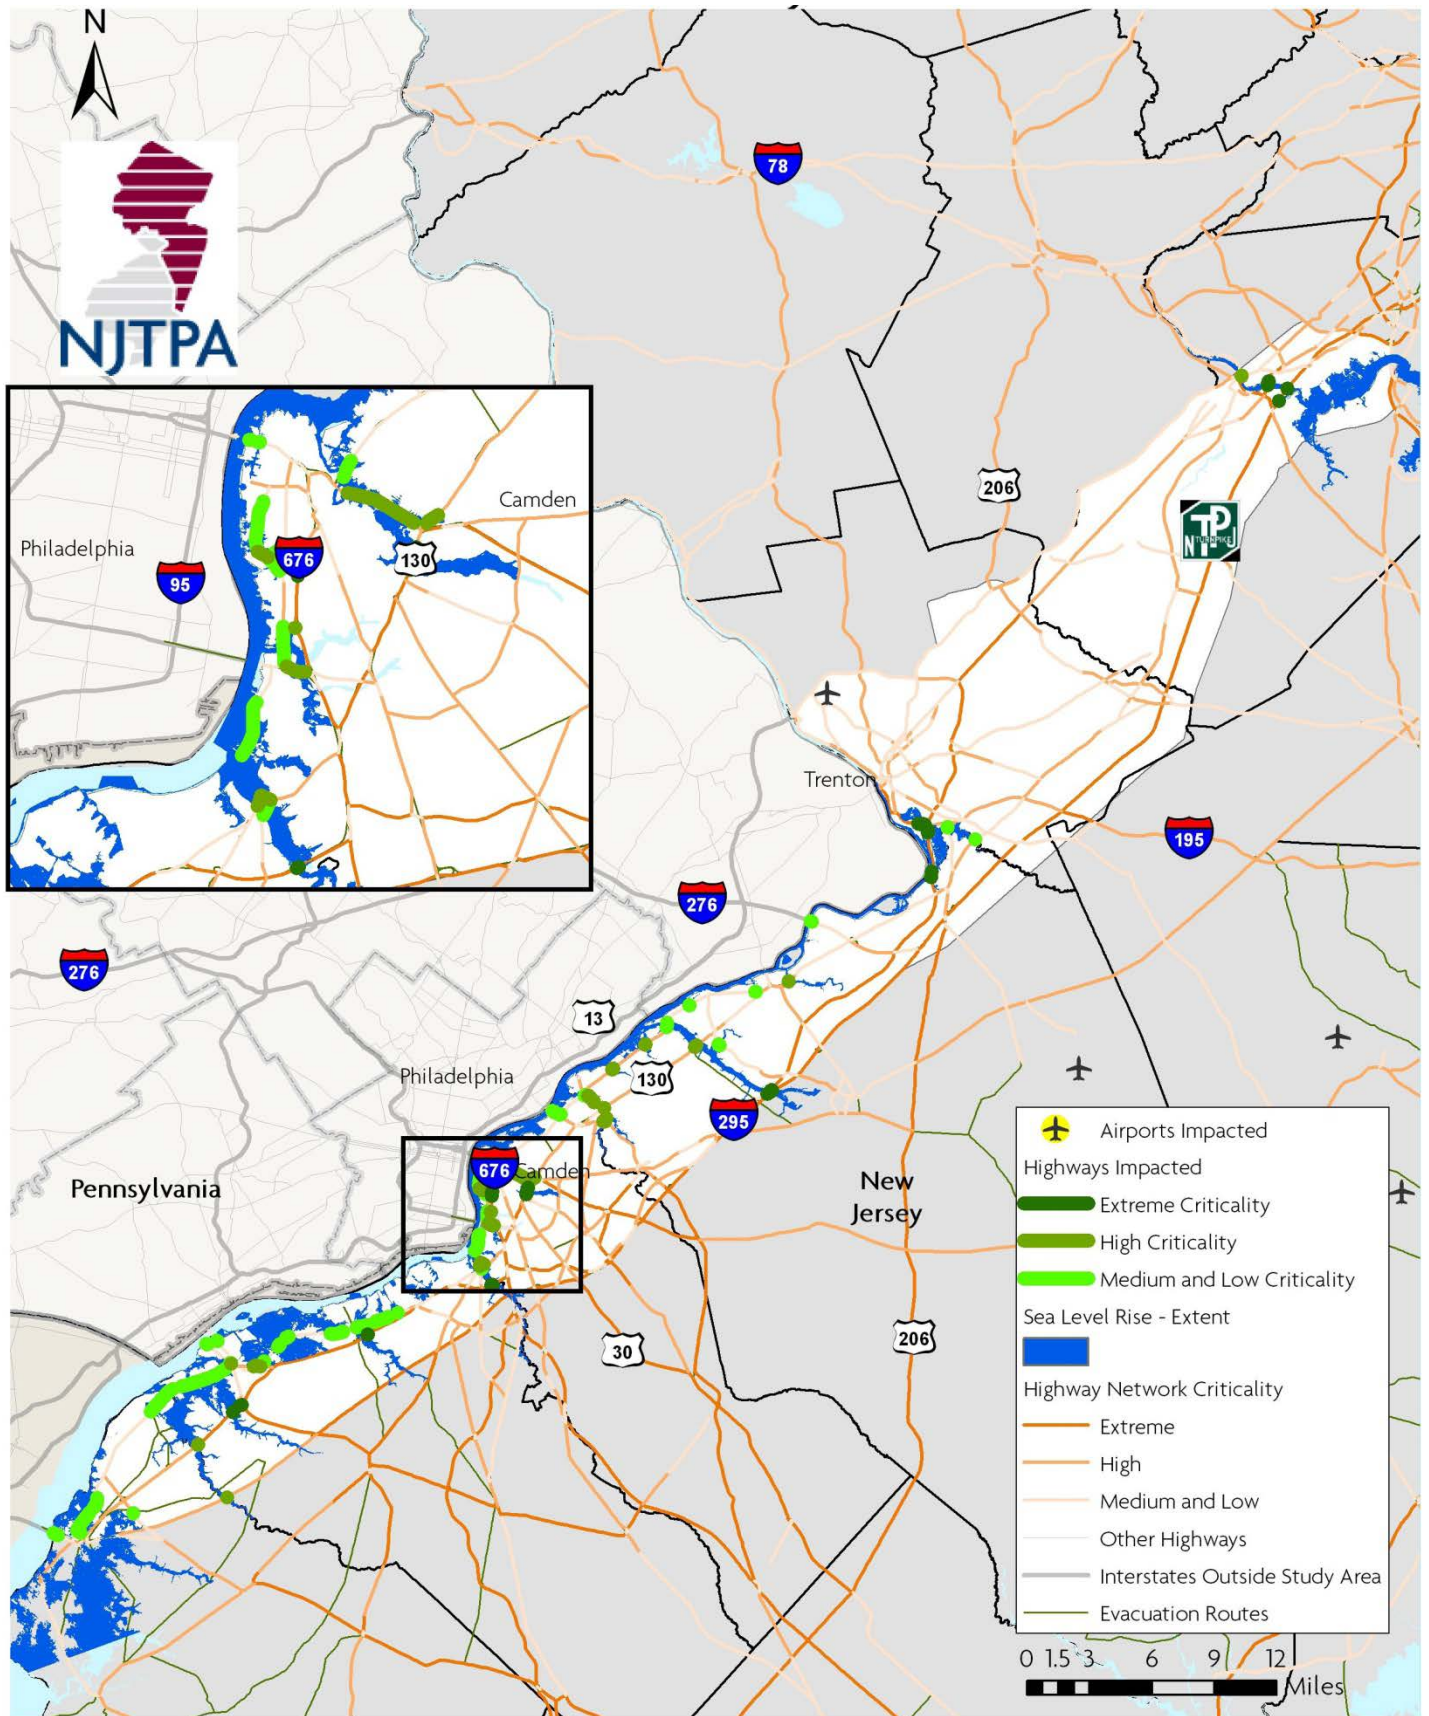 N
78
NJTPA
206
N TP J
TURNPIKE
Camden
Philadelphia
95
676
130
Trenton
195
276
276
13
Philadelphia
130
295
676
Camden
Pennsylvania
New
Jersey
206
30
Airports Impacted
Highways Impacted
Extreme Criticality
High Criticality
Medium and Low Criticality
Sea Level Rise - Extent
Highway Network Criticality
Extreme
High
Medium and Low
Other Highways
Interstates Outside Study Area
Evacuation Routes
0 1.5 3 6 9 12
Miles